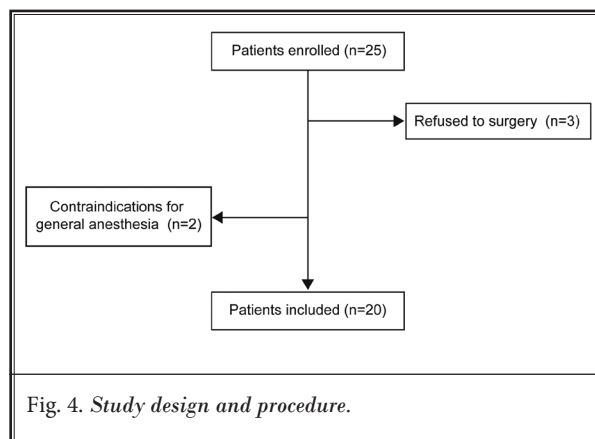 Patients enrolled (n=25)
Refused to surgery (n=3)
Contraindications for
general anesthesia (n=2)
Patients included (n=20)
Fig. 4. Study design and procedure.